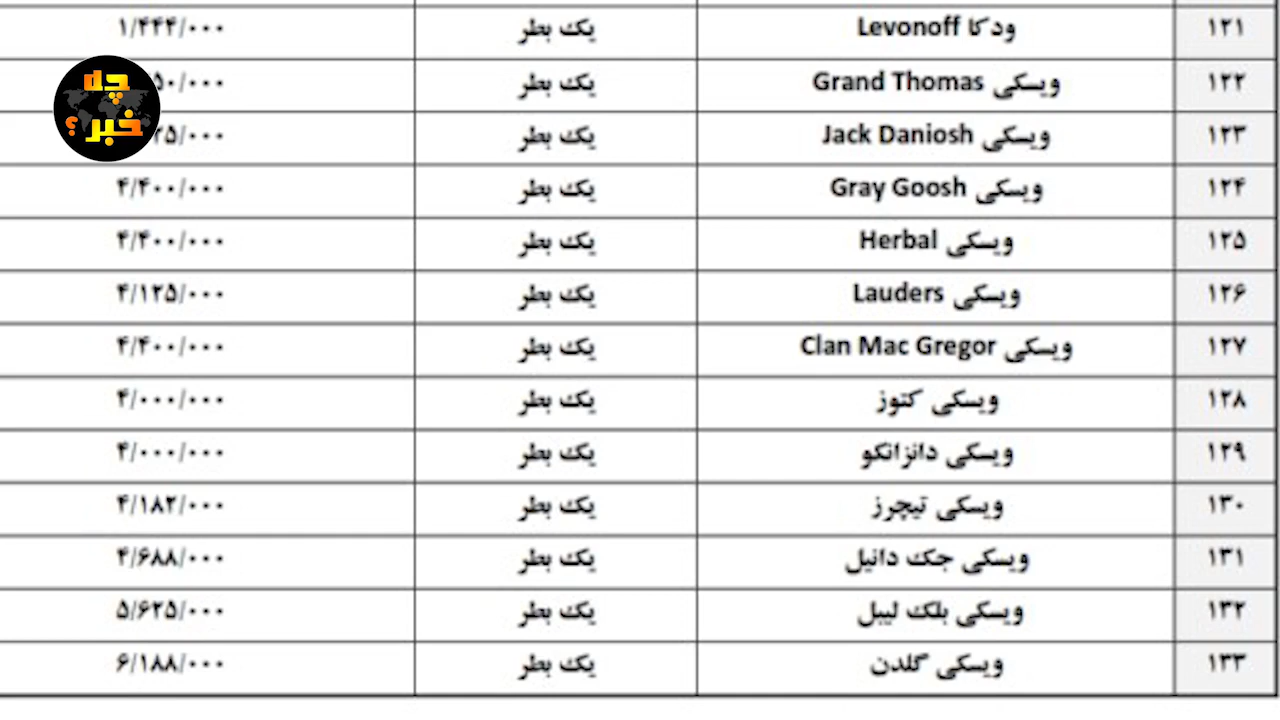 ۱۲۱ ودکا Levonoff یک بطر ۱/۴۴۴/۰۰۰
۱۲۲ ویسکی Grand Thomas یک بطر
۱۲۳ ویسکی Jack Daniosh یک بطر
۱۲۴ ویسکی Gray Goosh یک بطر ۴/۴۰۰/۰۰۰
۱۲۵ ویسکی Herbal یک بطر ۴/۴۰۰/۰۰۰
۱۲۶ ویسکی Lauders یک بطر ۴/۱۲۵/۰۰۰
۱۲۷ ویسکی Clan Mac Gregor یک بطر ۴/۴۰۰/۰۰۰
۱۲۸ ویسکی کتوز یک بطر ۴/۰۰۰/۰۰۰
۱۲۹ ویسکی دانزانکو یک بطر ۴/۰۰۰/۰۰۰
۱۳۰ ویسکی تیچرز یک بطر ۴/۱۸۲/۰۰۰
۱۳۱ ویسکی جک دانیل یک بطر ۴/۶۸۸/۰۰۰
۱۳۲ ویسکی بلک لیبل یک بطر ۵/۶۲۵/۰۰۰
۱۳۳ ویسکی گلدن یک بطر ۶/۱۸۸/۰۰۰
چه
خبر؟